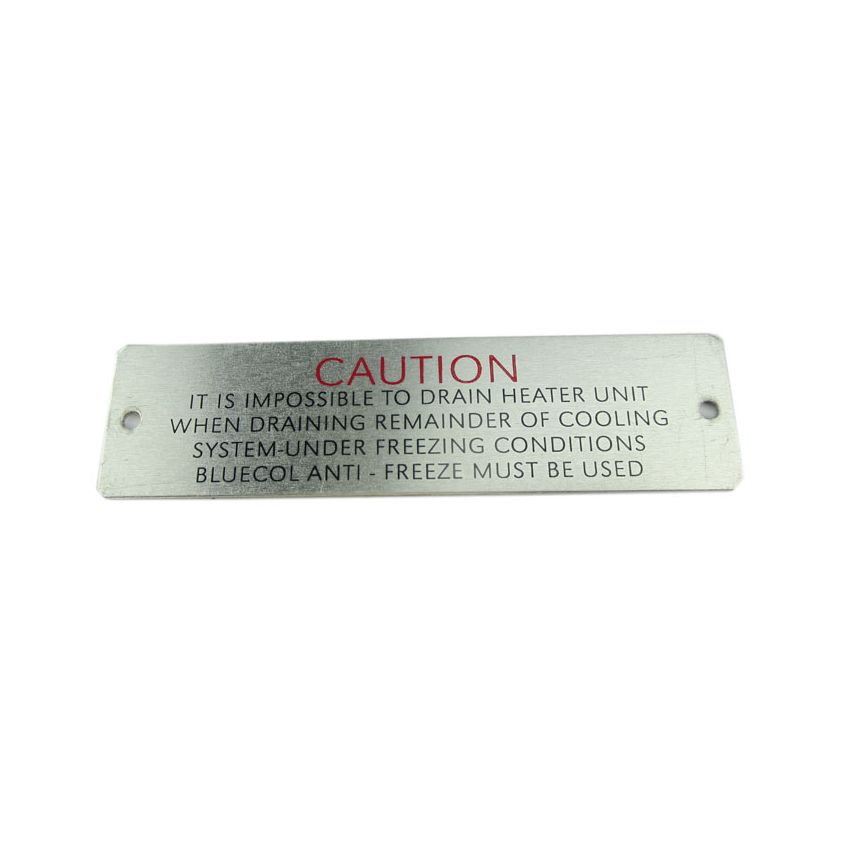 CAUTION
IT IS IMPOSSIBLE TO DRAIN HEATER UNIT
WHEN DRAINING REMAINDER OF COOLING
SYSTEM-UNDER FREEZING CONDITIONS
BLUECOL ANTI - FREEZE MUST BE USED